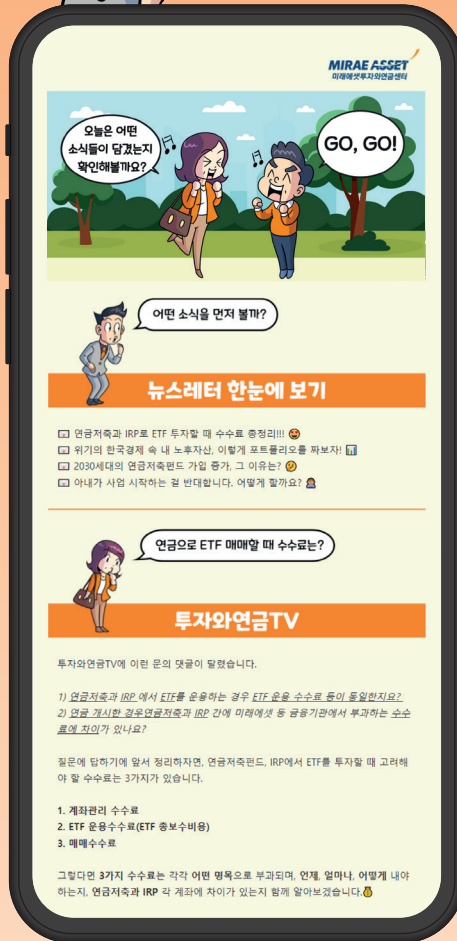 MIRAE ASSET
미래에셋투자와연금센터
오늘은 어떤
소식들이 담겼는지
확인해볼까요?
GO, GO!
어떤 소식을 먼저 볼까?
뉴스레터 한눈에 보기
연금저축과 IRP로 ETF 투자할 때 수수료 총정리!!! 😍
위기의 한국경제 속 내 노후자산, 이렇게 포트폴리오를 짜보자! 📊
2030세대의 연금저축펀드 가입 증가, 그 이유는? 🤔
아내가 사업 시작하는 걸 반대합니다. 어떻게 할까요? 🙅
연금으로 ETF 매매할 때 수수료는?
투자와연금TV
투자와연금TV에 이런 문의 댓글이 달렸습니다.
1) 연금저축과 IRP 에서 ETF를 운용하는 경우 ETF 운용 수수료 등이 동일한지요?
2) 연금 개시한 경우연금저축과 IRP 간에 미래에셋 등 금융기관에서 부과하는 수수
료에 차이가 있나요?
질문에 답하기에 앞서 정리하자면, 연금저축펀드, IRP에서 ETF를 투자할 때 고려해
야 할 수수료는 3가지가 있습니다.
1. 계좌관리 수수료
2. ETF 운용수수료(ETF 총보수비용)
3. 매매수수료
그렇다면 3가지 수수료는 각각 어떤 명목으로 부과되며, 언제, 얼마나, 어떻게 내야
하는지, 연금저축과 IRP 각 계좌에 차이가 있는지 함께 알아보겠습니다.💰